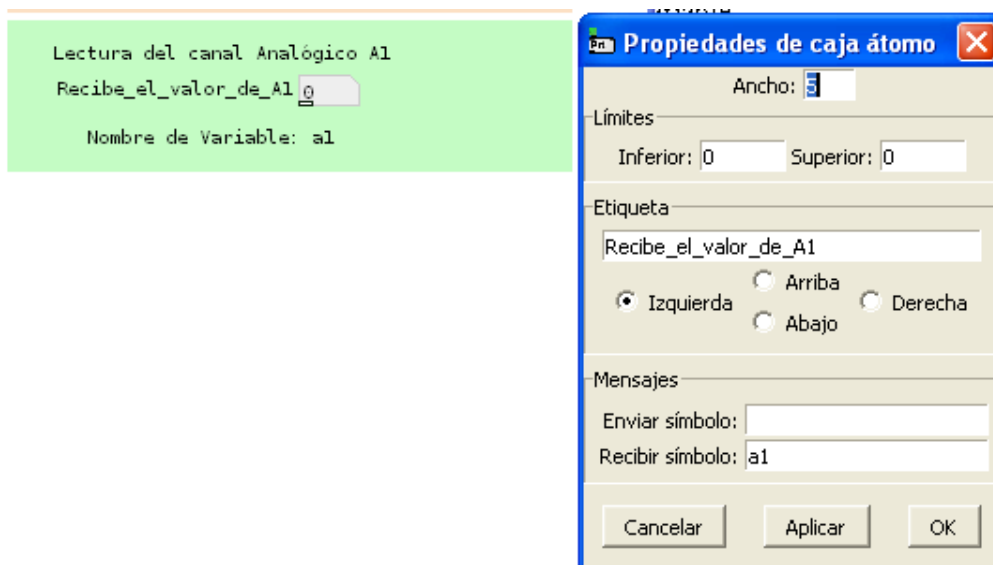 Lectura del canal Analógico A1
Recibe_el_valor_de_A1 0
Nombre de Variable: a1
Propiedades de caja átomo
Ancho: 5
Límites
Inferior: 0 Superior: 0
Etiqueta
Recibe_el_valor_de_A1
Arriba
Izquierda Derecha
Abajo
Mensajes
Enviar símbolo:
Recibir símbolo: a1
Cancelar Aplicar OK